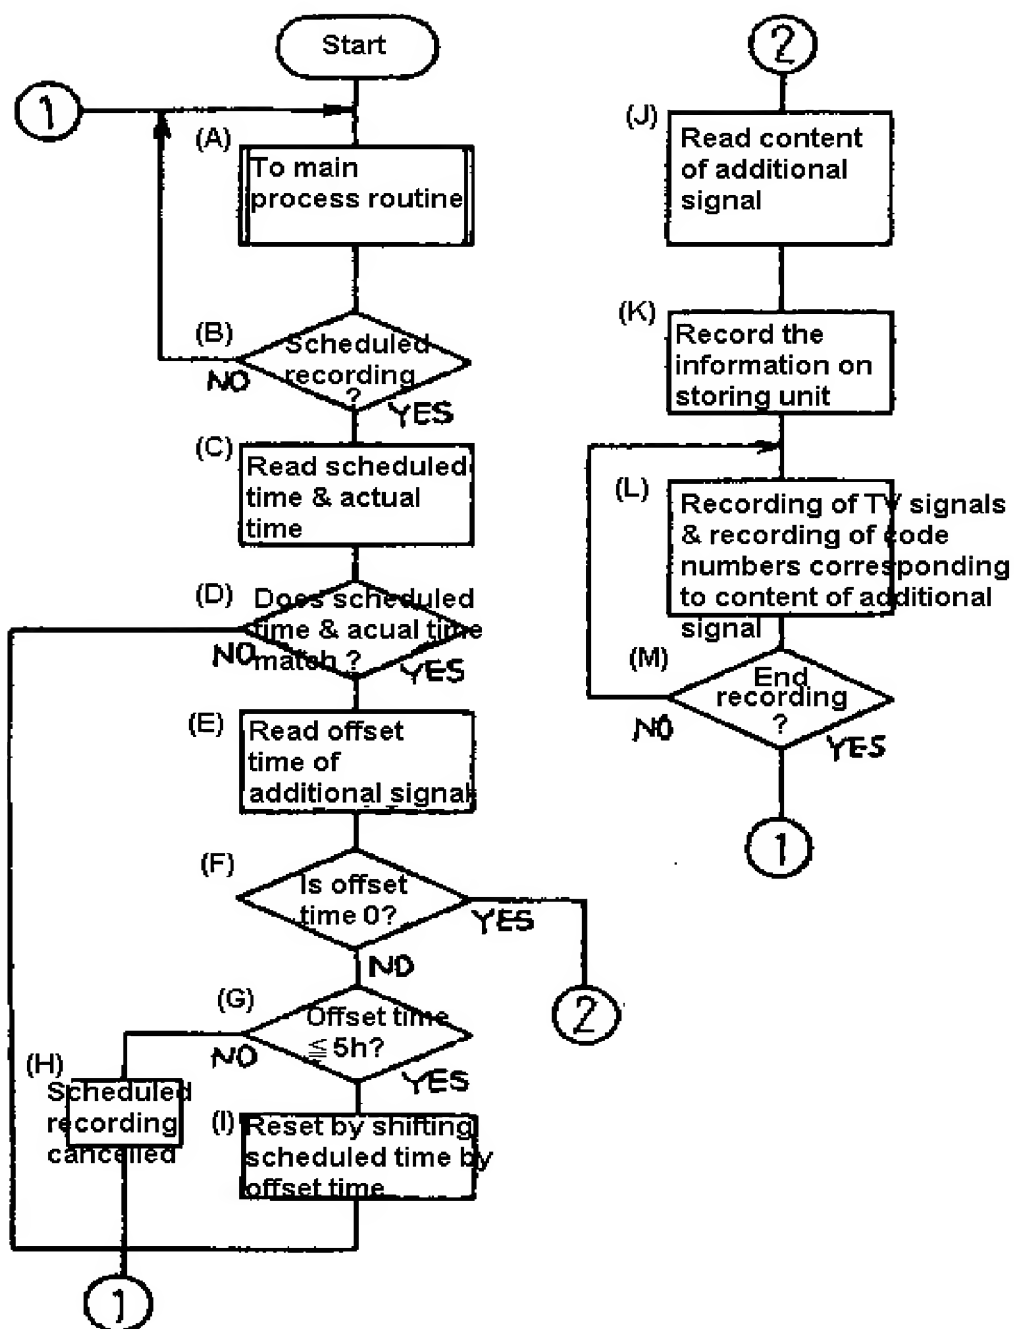 Start
1
(A)
To main
process routine
(B)
Scheduled
recording
?
NO
YES
(C)
Read scheduled
time & actual
time
(D)
Does scheduled
time & acual time
match ?
NO
YES
(E)
Read offset
time of
additional signal
(F)
Is offset
time 0?
YES
NO
2
(G)
Offset time
≦ 5h?
NO
YES
(H)
Scheduled
recording
cancelled
(I)
Reset by shifting
scheduled time by
offset time
1
2
(J)
Read content
of additional
signal
(K)
Record the
information on
storing unit
(L)
Recording of TV signals
& recording of code
numbers corresponding
to content of additional
signal
(M)
End
recording
?
NO
YES
1